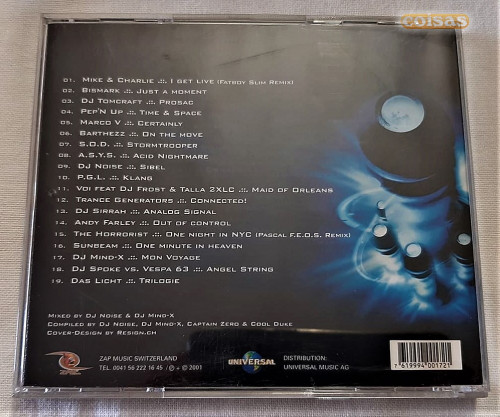 coisas
01. Mike & Charlie .::. I get live (Fatboy Slim Remix)
02. Bismark .::. Just a moment
03. DJ Tomcraft .::. Prosac
04. Pep'n Up .::. Time & Space
05. Marco V .::. Certainly
06. Barthezz .::. On the move
07. S.O.D. .::. Stormtrooper
08. A.S.Y.S. .::. Acid Nightmare
09. DJ Noise .::. Sibel
10. P.G.L. .::. Klang
11. Voi feat DJ Frost & Talla 2XLC .::. Maid of Orleans
12. Trance Generators .::. Connected!
13. DJ Sirrah .::. Analog Signal
14. Andy Farley .::. Out of control
15. The Horrorist .::. One night in NYC (Pascal F.E.O.S. Remix)
16. Sunbeam .::. One minute in heaven
17. DJ Mind-X .::. Mon Voyage
18. DJ Spoke vs. Vespa 63 .::. Angel String
19. Das Licht .::. Trilogie
Mixed by DJ Noise & DJ Mind-X
Compiled by DJ Noise, DJ Mind-X, Captain Zero & Cool Duke
Cover-Design by Resign.ch
ZAP MUSIC SWITZERLAND
TEL. 0041 56 222 16 45 / ℗ + © 2001
UNIVERSAL
DISTRIBUTION:
UNIVERSAL MUSIC AG
7 619994 001721